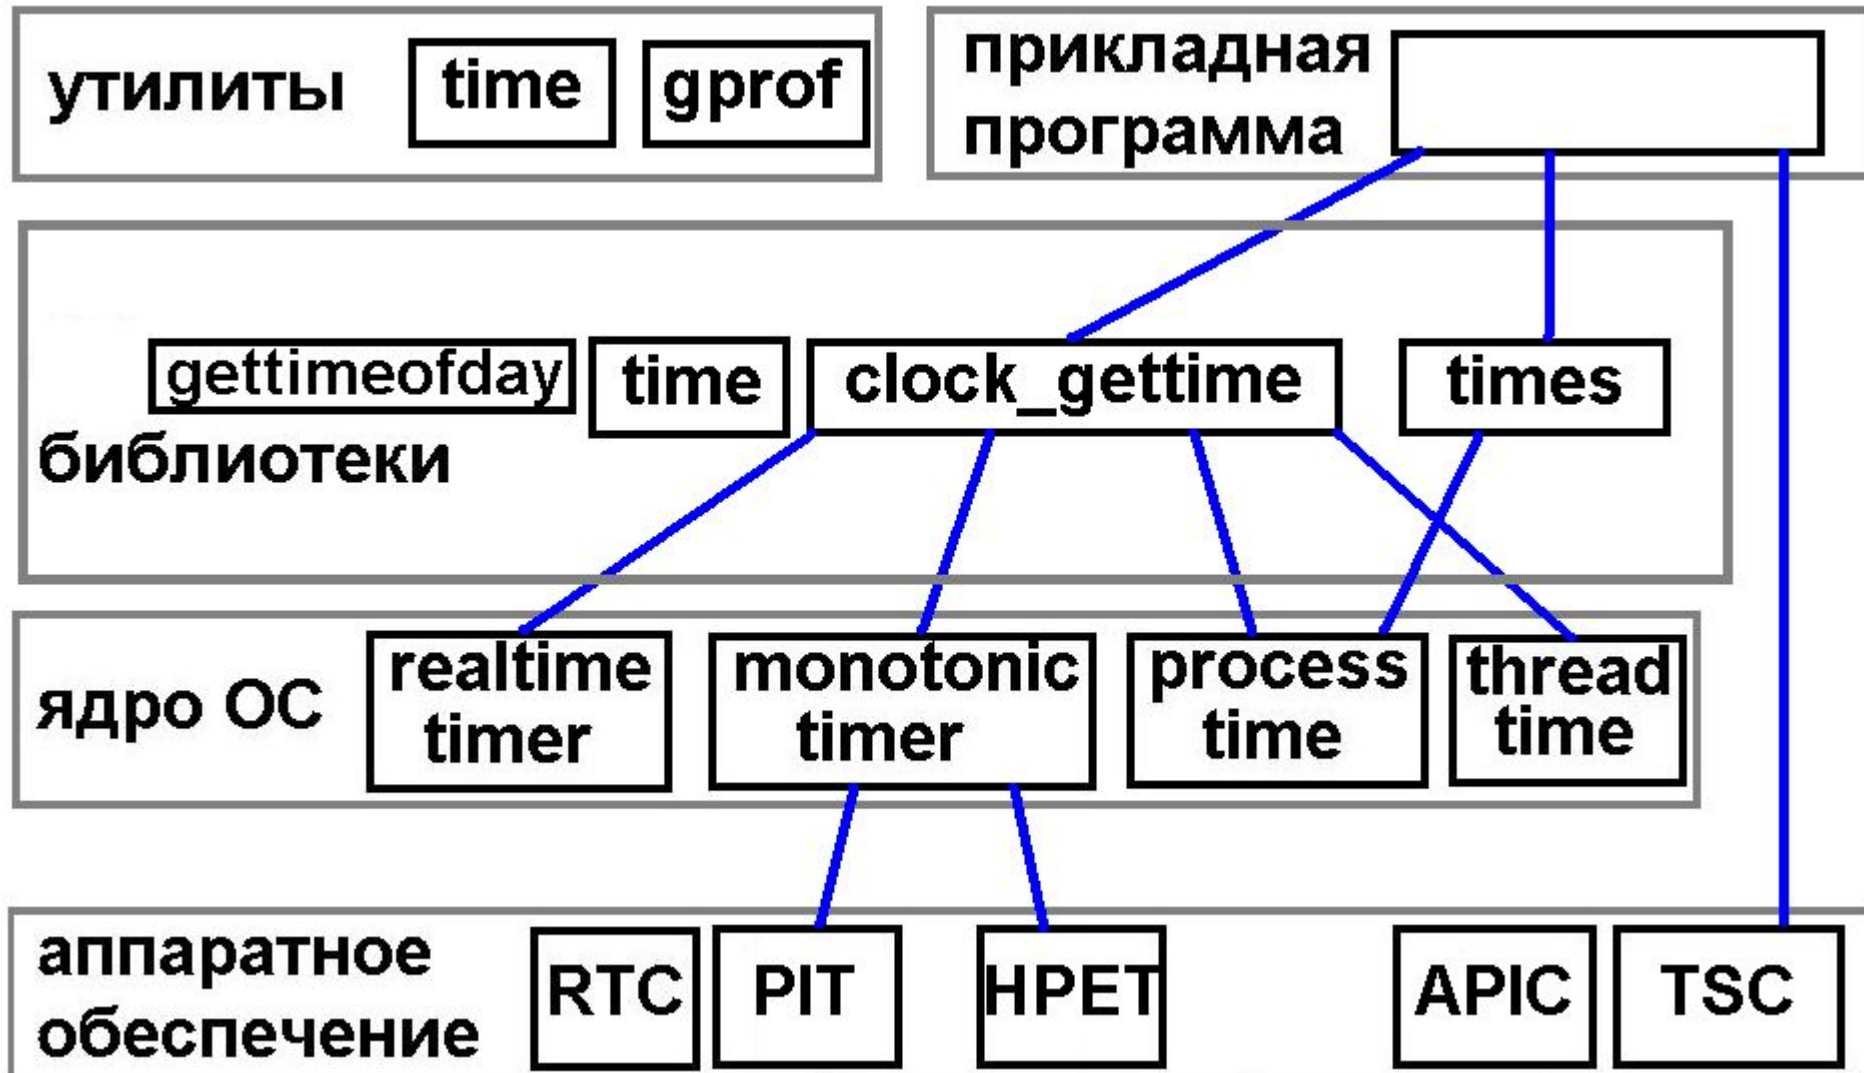 утилиты
time
gprof
прикладная
программа
gettimeofday
time
clock_gettime
times
библиотеки
ядро ОС
realtime
timer
monotonic
timer
process
time
thread
time
аппаратное
обеспечение
RTC
PIT
HPET
APIC
TSC